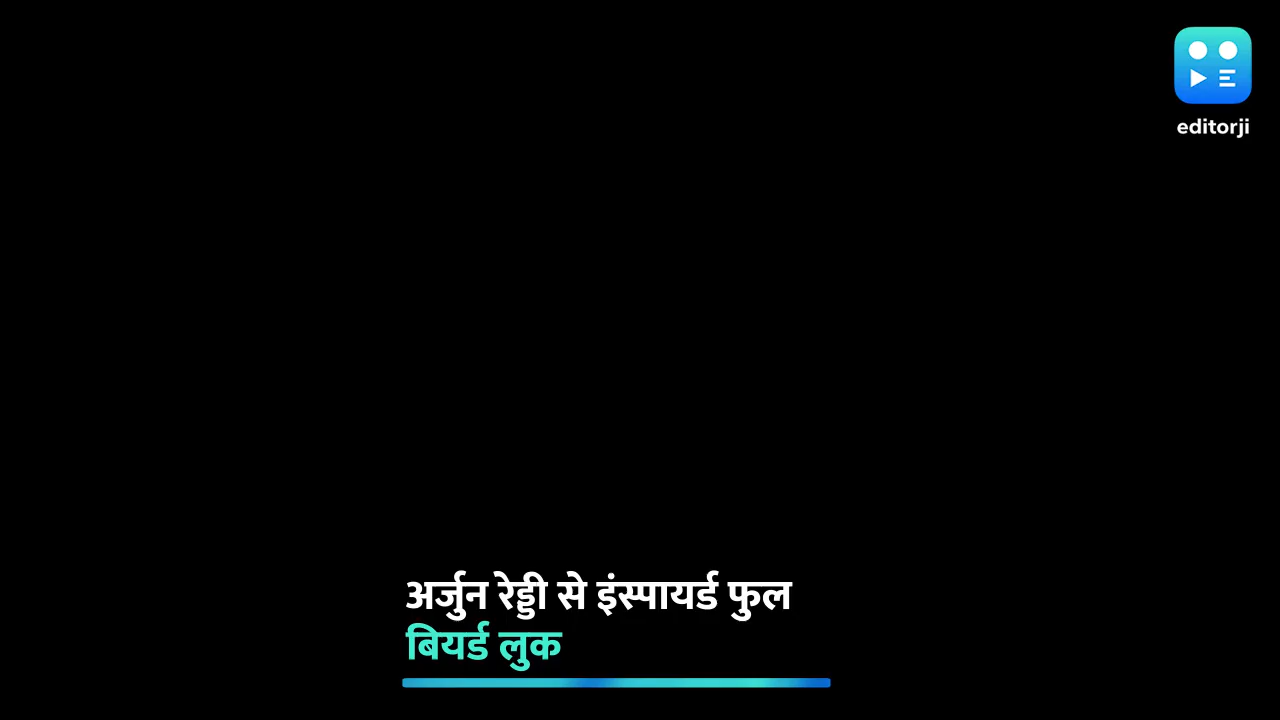 editorji
अर्जुन रेड्डी से इंस्पायर्ड फुल
बियर्ड लुक